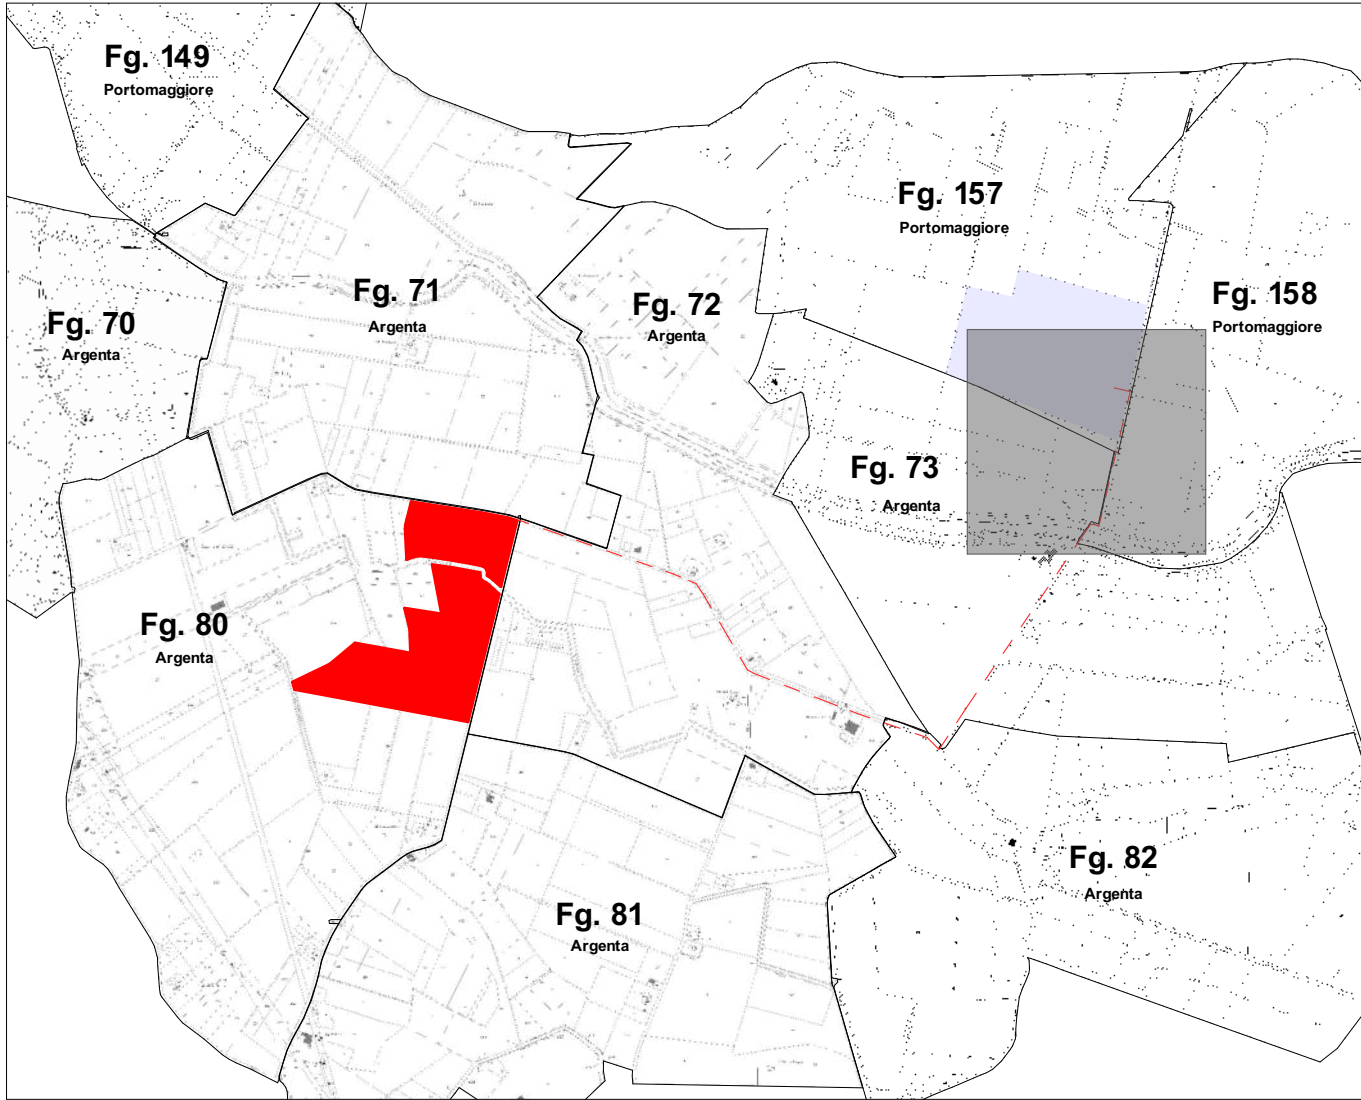 Fg. 149
Portomaggiore
Fg. 157
Portomaggiore
Fg. 71
Argenta
Fg. 72
Argenta
Fg. 158
Portomaggiore
Fg. 70
Argenta
Fg. 73
Argenta
Fg. 80
Argenta
Fg. 82
Argenta
Fg. 81
Argenta